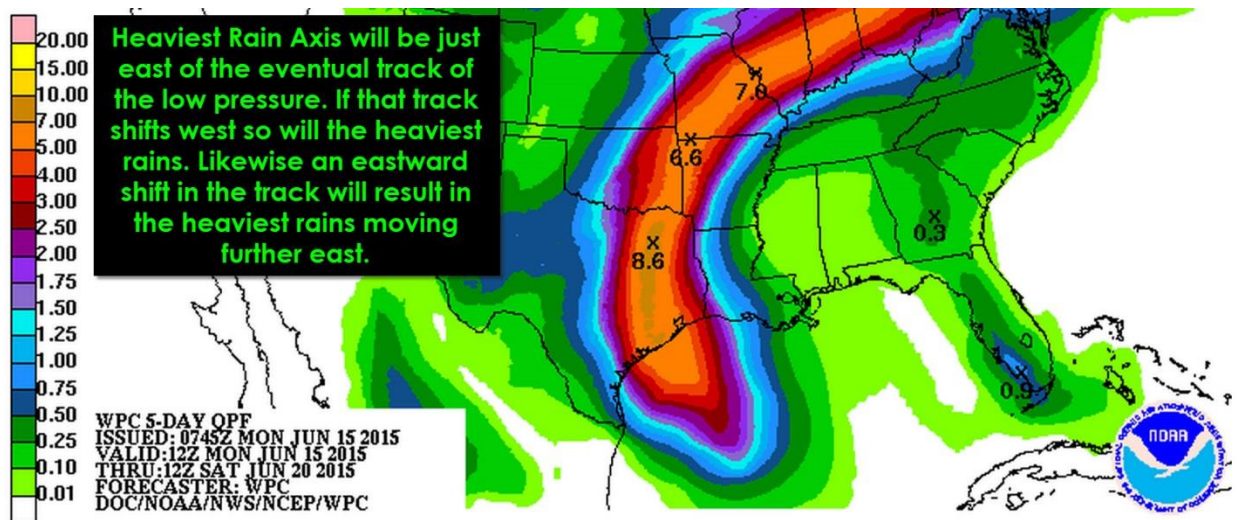 20.00
15.00
10.00
7.00
5.00
4.00
3.00
2.50
2.00
1.75
1.50
1.25
1.00
0.75
0.50
0.25
0.10
0.01
Heaviest Rain Axis will be just
east of the eventual track of
the low pressure. If that track
shifts west so will the heaviest
rains. Likewise an eastward
shift in the track will result in
the heaviest rains moving
further east.
7.0
6.6
8.6
0.3
0.9
WPC 5-DAY QPF
ISSUED: 0745Z MON JUN 15 2015
VALID: 12Z MON JUN 15 2015
THRU: 12Z SAT JUN 20 2015
FORECASTER: WPC
DOC/NOAA/NWS/NCEP/WPC
NOAA